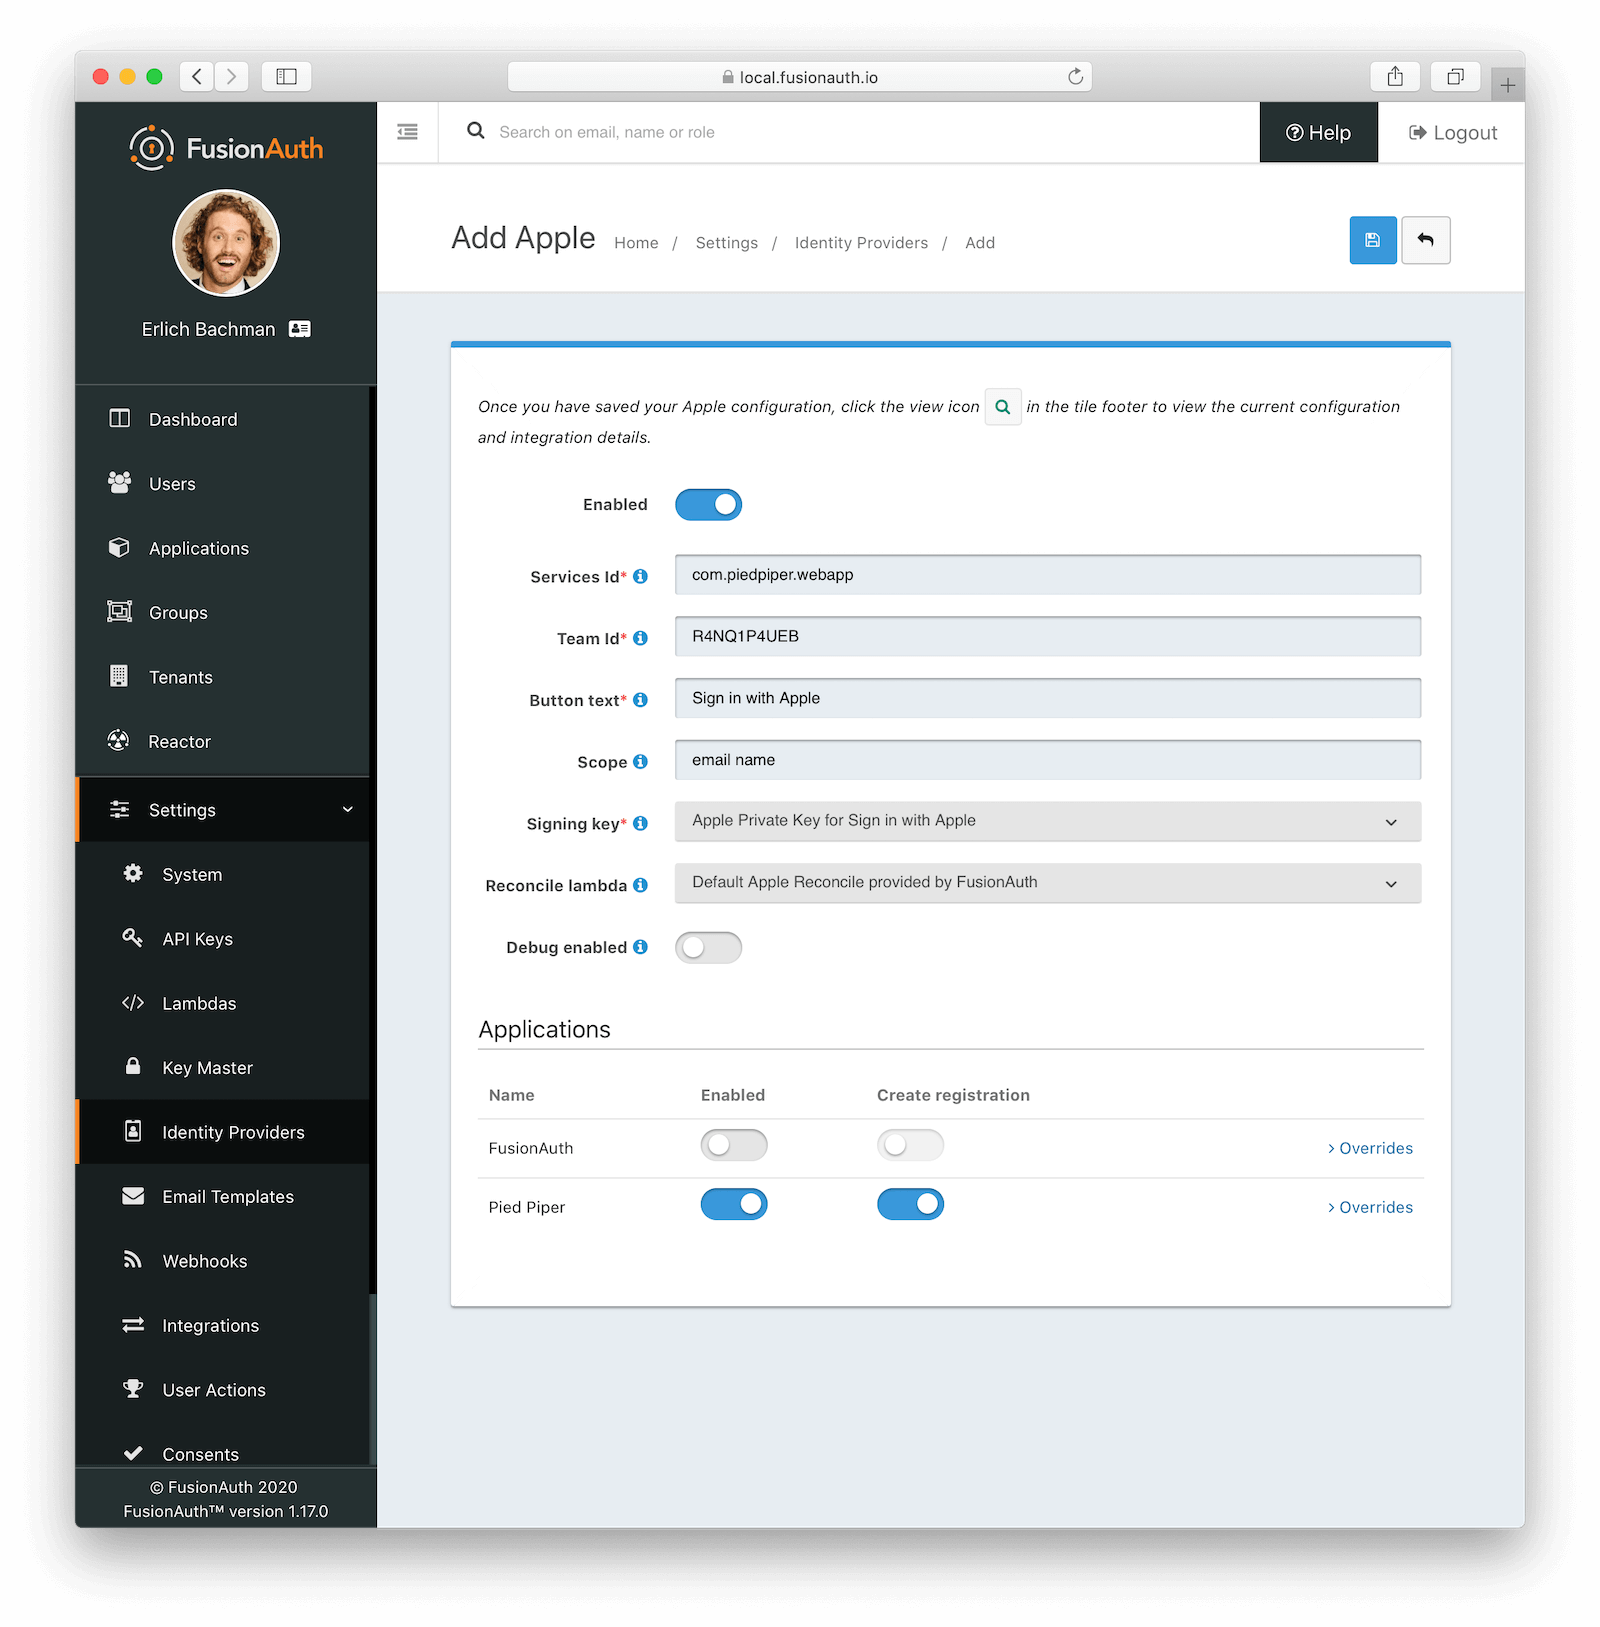 local.fusionauth.io
FusionAuth
Search on email, name or role
Help
Logout
Erlich Bachman
Add Apple
Home / Settings / Identity Providers / Add
Once you have saved your Apple configuration, click the view icon in the tile footer to view the current configuration
and integration details.
Dashboard
Users
Applications
Groups
Tenants
Reactor
Settings
System
API Keys
Lambdas
Key Master
Identity Providers
Email Templates
Webhooks
Integrations
User Actions
Consents
© FusionAuth 2020
FusionAuth™ version 1.17.0
Enabled
Services Id* com.piedpiper.webapp
Team Id* R4NQ1P4UEB
Button text* Sign in with Apple
Scope email name
Signing key* Apple Private Key for Sign in with Apple
Reconcile lambda Default Apple Reconcile provided by FusionAuth
Debug enabled
Applications
Name Enabled Create registration
FusionAuth > Overrides
Pied Piper > Overrides